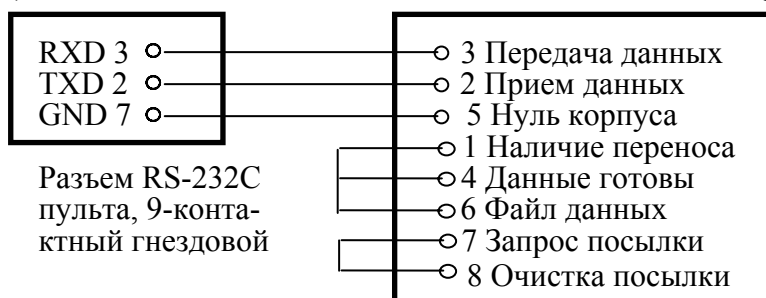 RXD 3
TXD 2
GND 7
3 Передача данных
2 Прием данных
5 Нуль корпуса
1 Наличие переноса
4 Данные готовы
6 Файл данных
7 Запрос посылки
8 Очистка посылки
Разъем RS-232C
пульта, 9-конта-
ктный гнездовой